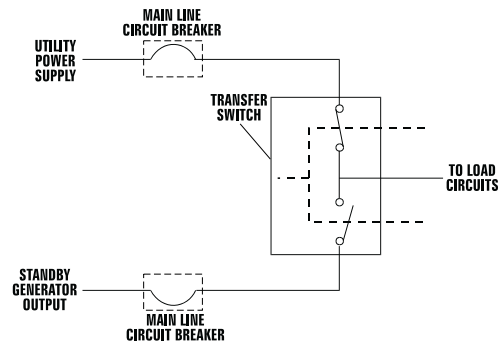 MAIN LINE
CIRCUIT BREAKER
UTILITY
POWER
SUPPLY
TRANSFER
SWITCH
TO LOAD
CIRCUITS
STANDBY
GENERATOR
OUTPUT
MAIN LINE
CIRCUIT BREAKER